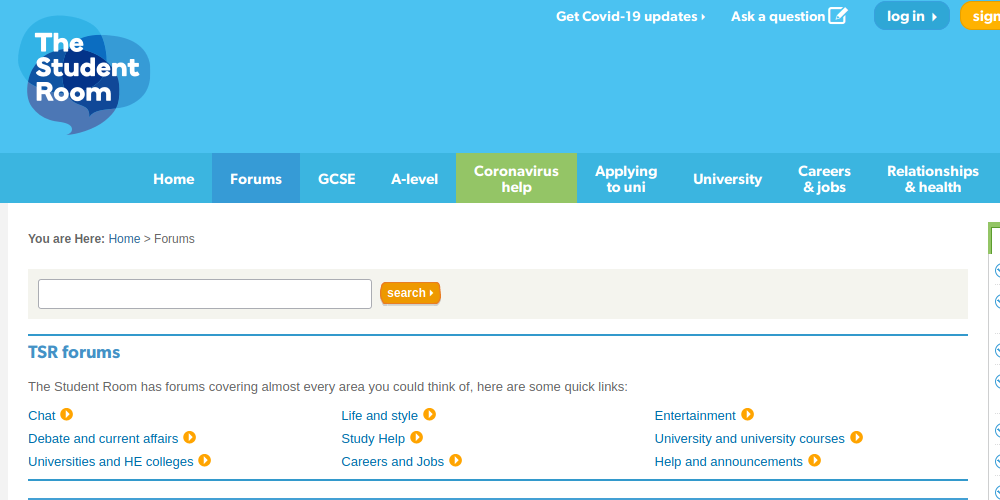 Get Covid-19 updates
Ask a question
log in
sign
The
Student
Room
Home
Forums
GCSE
A-level
Coronavirus
help
Applying
to uni
University
Careers
& jobs
Relationships
& health
You are Here: Home > Forums
search
TSR forums
The Student Room has forums covering almost every area you could think of, here are some quick links:
Chat
Life and style
Entertainment
Debate and current affairs
Study Help
University and university courses
Universities and HE colleges
Careers and Jobs
Help and announcements